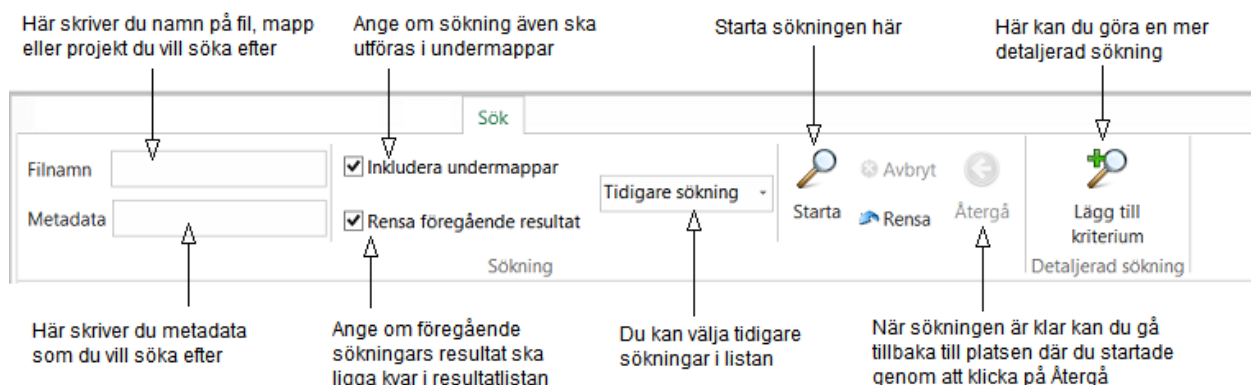 Här skriver du namn på fil, mapp
eller projekt du vill söka efter
Ange om sökning även ska
utföras i undermappar
Starta sökningen här
Här kan du göra en mer
detaljerad sökning
Sök
Filnamn
Inkludera undermappar
Metadata
Rensa föregående resultat
Tidigare sökning
Starta
Avbryt
Rensa
Återgå
Lägg till
kriterium
Sökning
Detaljerad sökning
Här skriver du metadata
som du vill söka efter
Ange om föregående
sökningars resultat ska
ligga kvar i resultatlistan
Du kan välja tidigare
sökningar i listan
När sökningen är klar kan du gå
tillbaka till platsen där du startade
genom att klicka på Återgå